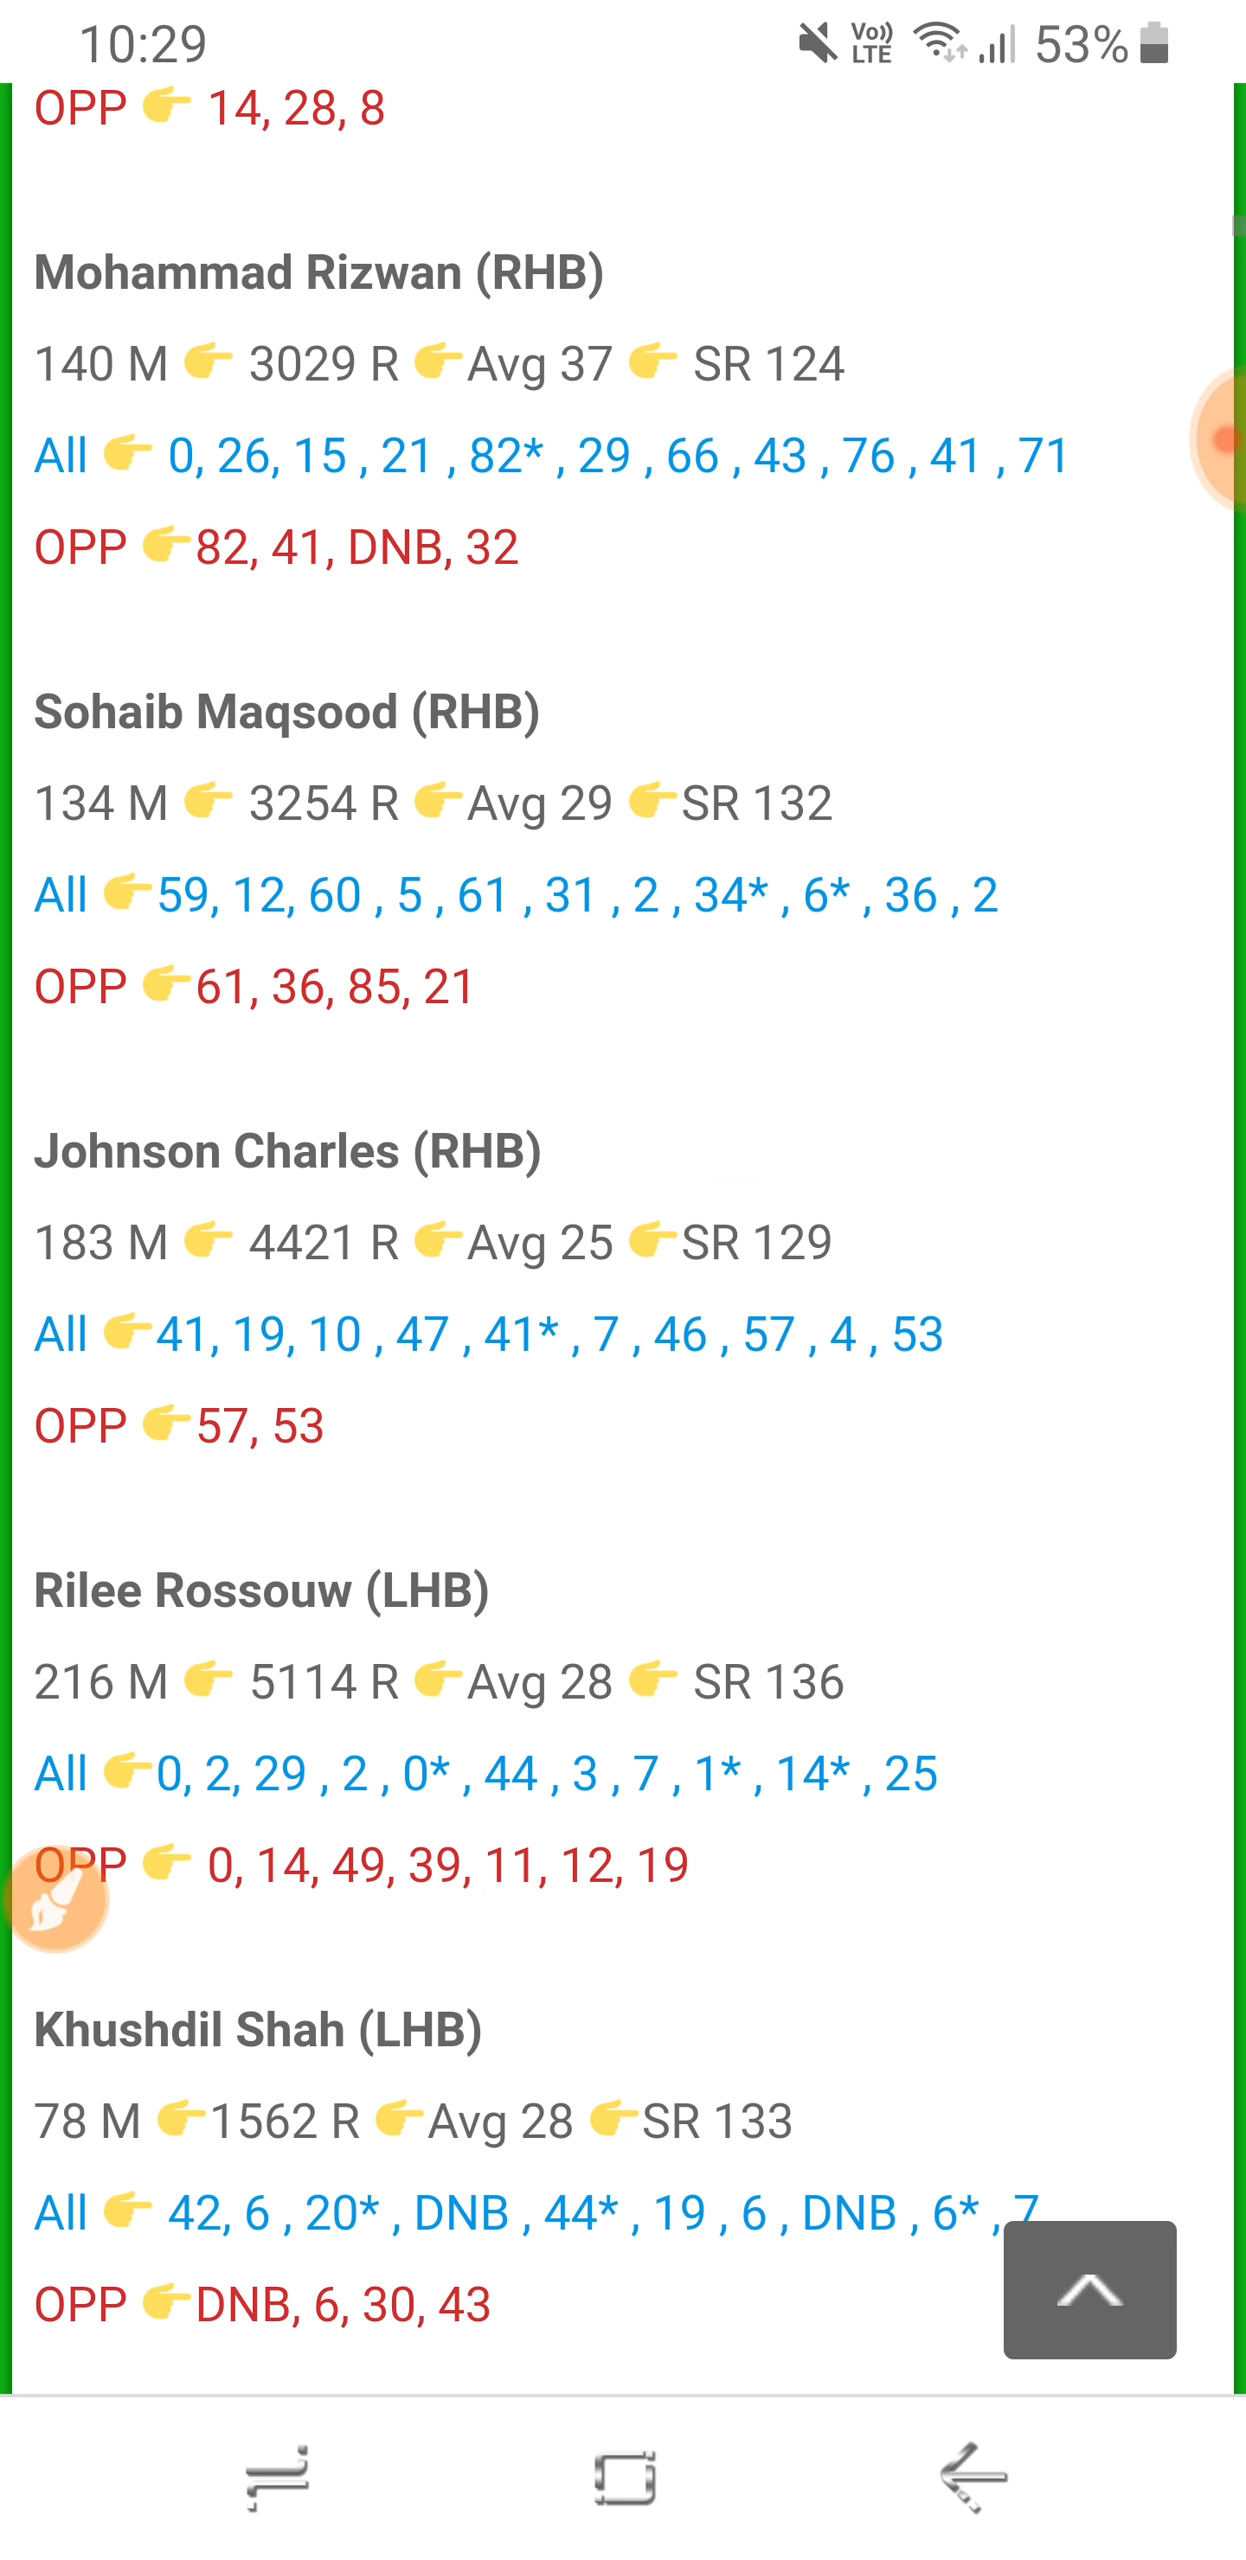 10:29 Vo)) LTE 53%
OPP 👉 14, 28, 8
Mohammad Rizwan (RHB)
140 M 👉 3029 R 👉Avg 37 👉 SR 124
All 👉 0, 26, 15 , 21 , 82* , 29 , 66 , 43 , 76 , 41 , 71
OPP 👉82, 41, DNB, 32
Sohaib Maqsood (RHB)
134 M 👉 3254 R 👉Avg 29 👉SR 132
All 👉59, 12, 60 , 5 , 61 , 31 , 2 , 34* , 6* , 36 , 2
OPP 👉61, 36, 85, 21
Johnson Charles (RHB)
183 M 👉 4421 R 👉Avg 25 👉SR 129
All 👉41, 19, 10 , 47 , 41* , 7 , 46 , 57 , 4 , 53
OPP 👉57, 53
Rilee Rossouw (LHB)
216 M 👉 5114 R 👉Avg 28 👉 SR 136
All 👉0, 2, 29 , 2 , 0* , 44 , 3 , 7 , 1* , 14* , 25
OPP 👉 0, 14, 49, 39, 11, 12, 19
Khushdil Shah (LHB)
78 M 👉1562 R 👉Avg 28 👉SR 133
All 👉 42, 6 , 20* , DNB , 44* , 19 , 6 , DNB , 6* , 7
OPP 👉DNB, 6, 30, 43